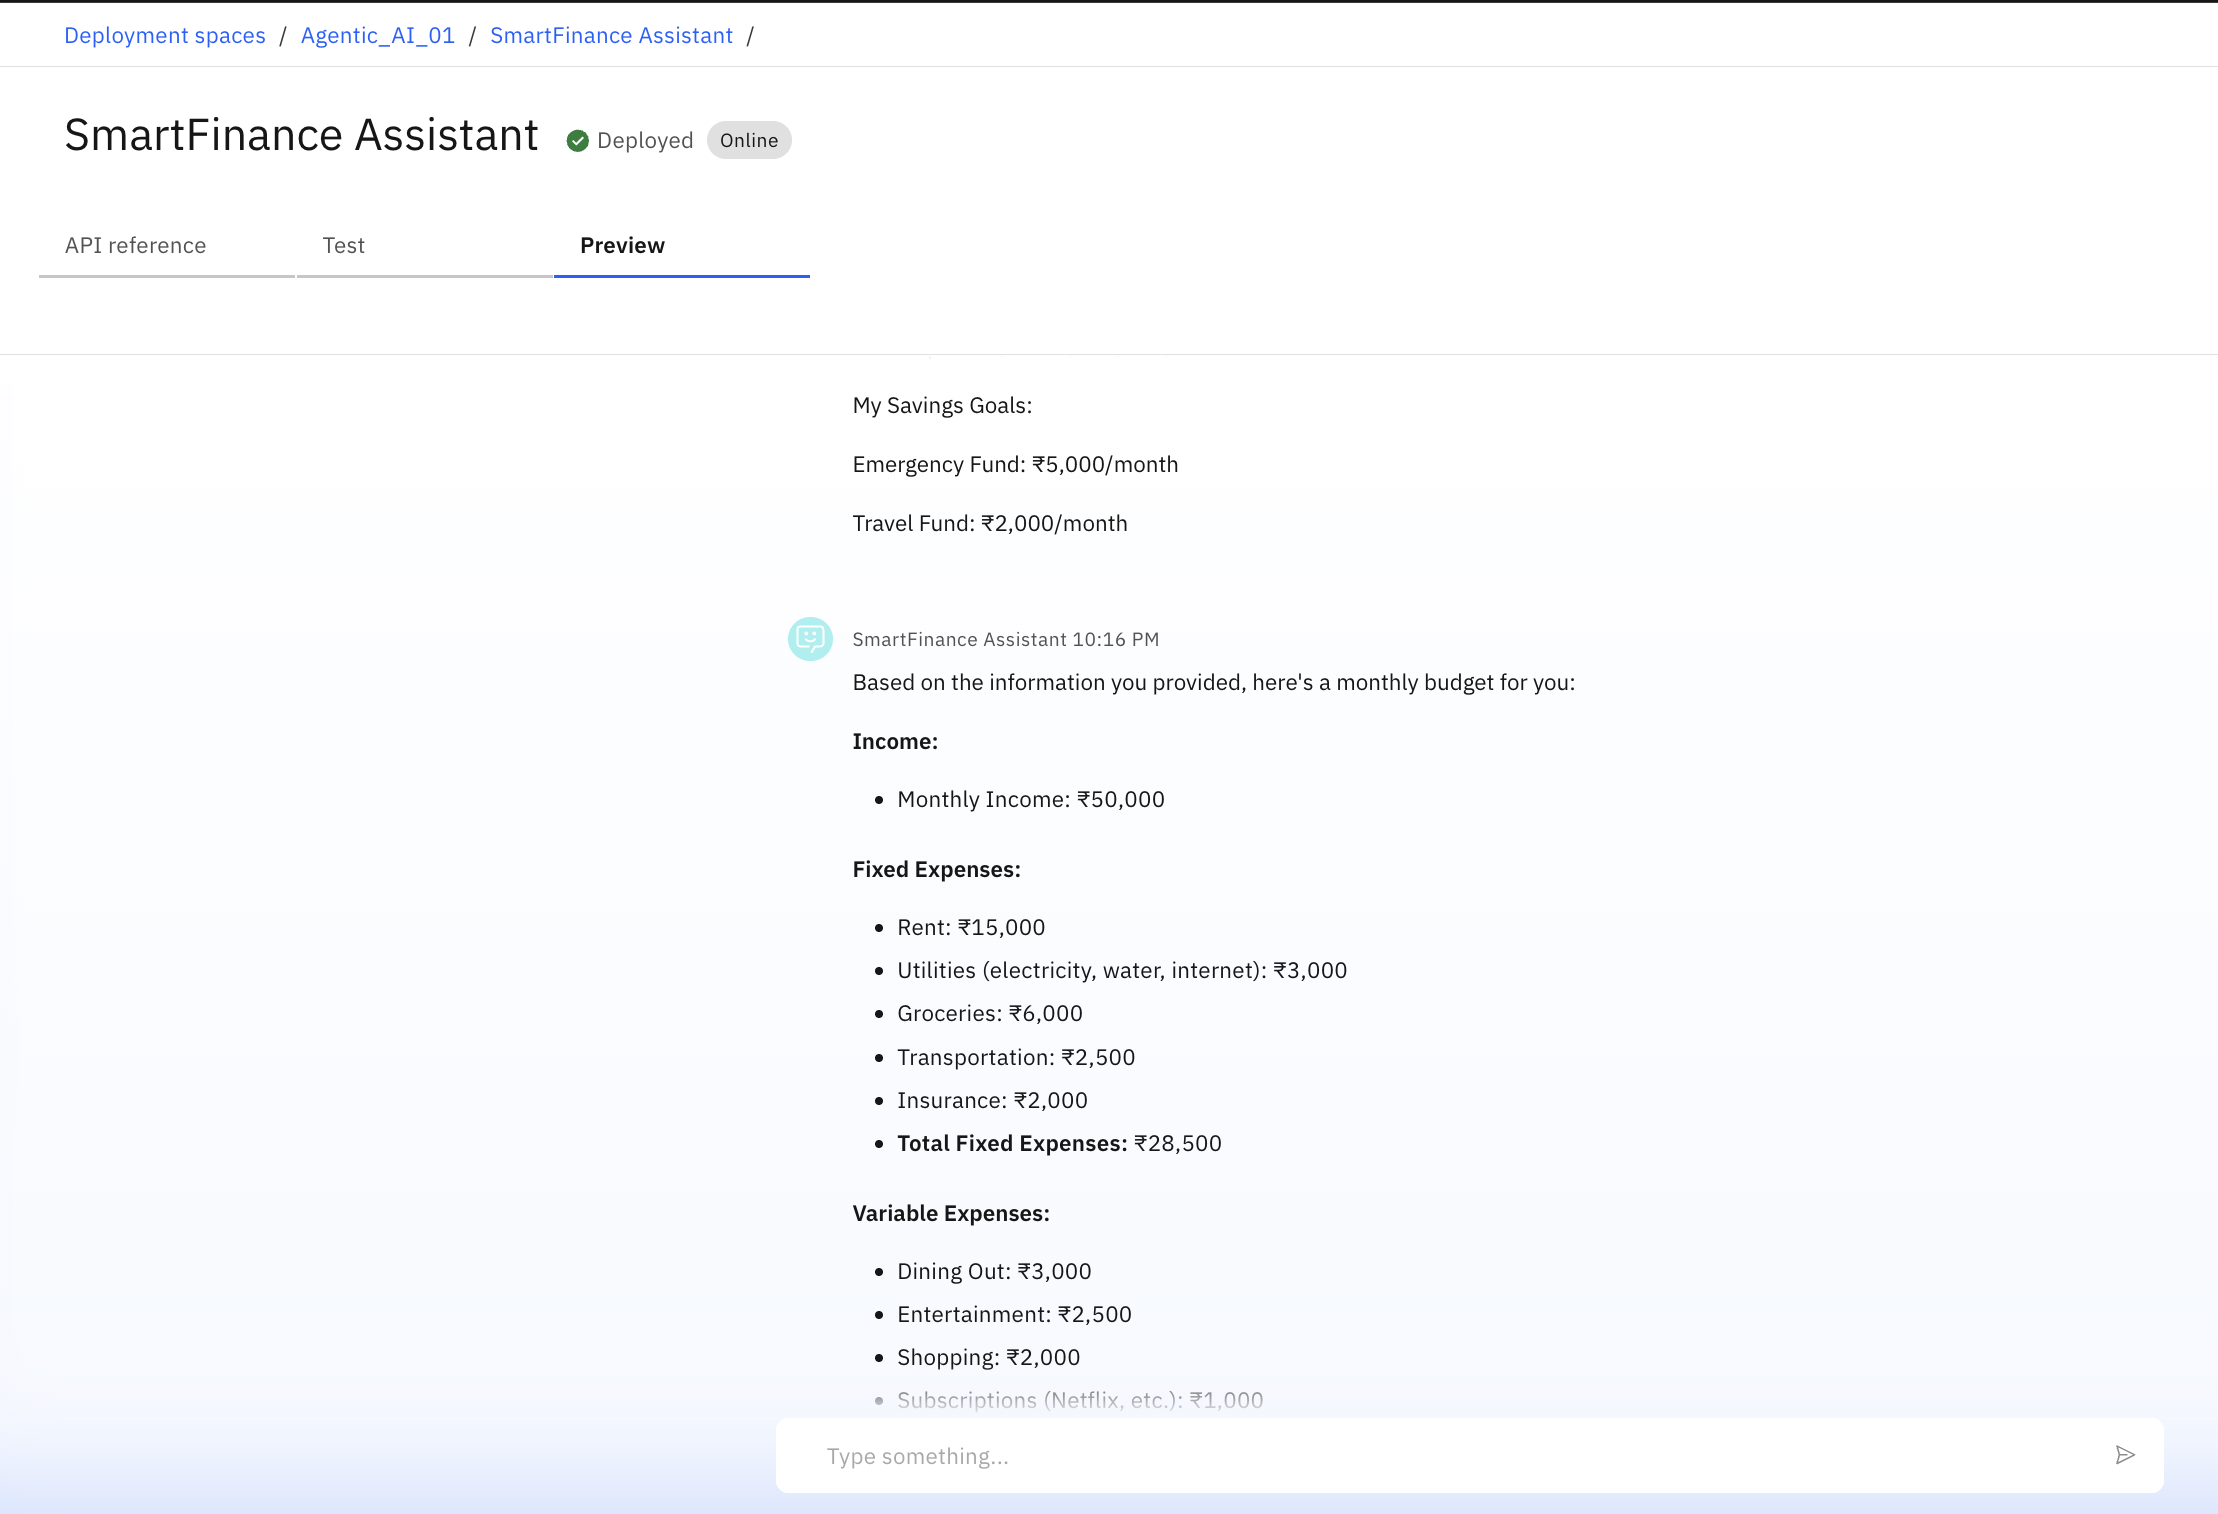 Deployment spaces / Agentic_AI_01 / SmartFinance Assistant /
SmartFinance Assistant Deployed Online
API reference Test Preview
My Savings Goals:
Emergency Fund: ₹5,000/month
Travel Fund: ₹2,000/month
SmartFinance Assistant 10:16 PM
Based on the information you provided, here's a monthly budget for you:
Income:
• Monthly Income: ₹50,000
Fixed Expenses:
• Rent: ₹15,000
• Utilities (electricity, water, internet): ₹3,000
• Groceries: ₹6,000
• Transportation: ₹2,500
• Insurance: ₹2,000
• Total Fixed Expenses: ₹28,500
Variable Expenses:
• Dining Out: ₹3,000
• Entertainment: ₹2,500
• Shopping: ₹2,000
• Subscriptions (Netflix, etc.): ₹1,000
Type something...